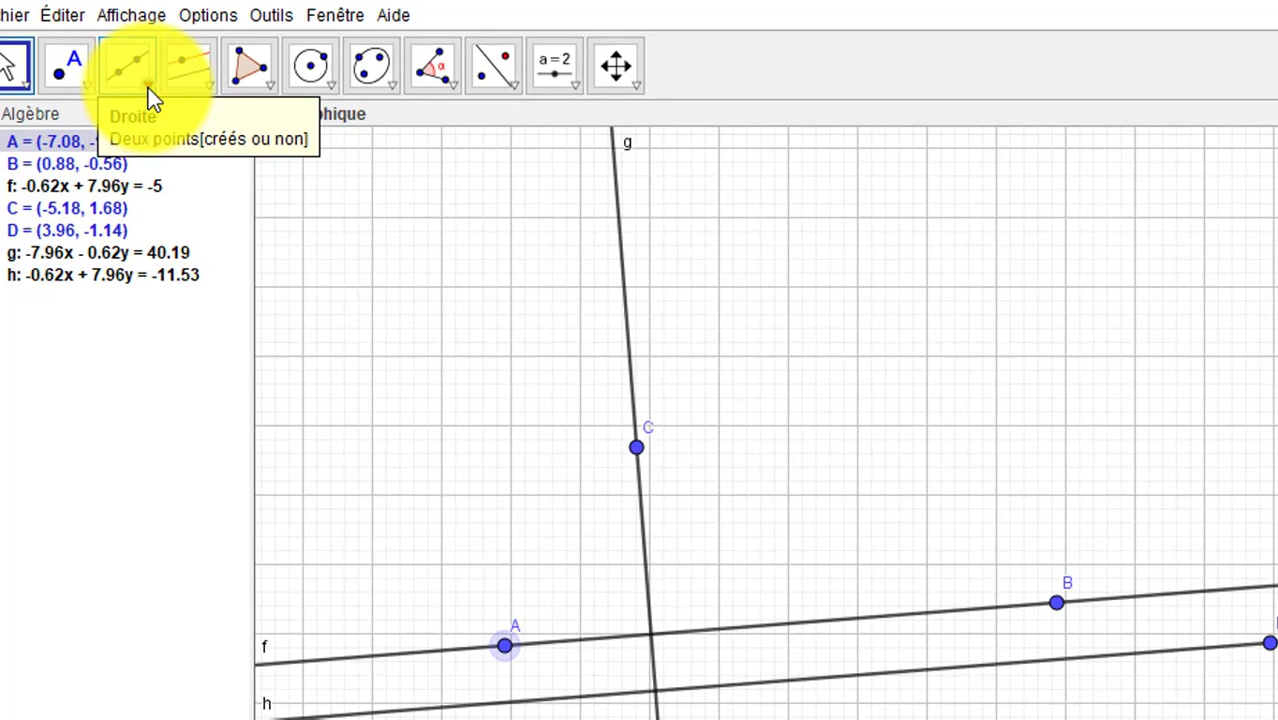 hier Éditer Affichage Options Outils Fenêtre Aide
A
α
a=2
Droite
Deux points[créés ou non]
Algèbre
hique
A = (-7.08, -
B = (0.88, -0.56)
f: -0.62x + 7.96y = -5
C = (-5.18, 1.68)
D = (3.96, -1.14)
g: -7.96x - 0.62y = 40.19
h: -0.62x + 7.96y = -11.53
g
C
B
A
f
h